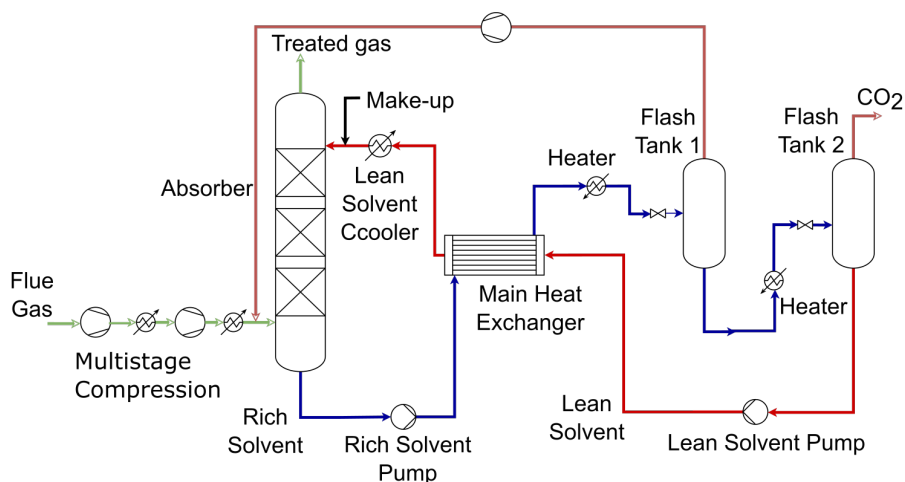 Treated gas
Make-up
Absorber
Lean
Solvent
Ccooler
Heater
Flash
Tank 1
Flash
Tank 2
CO2
Flue
Gas
Multistage
Compression
Main Heat
Exchanger
Heater
Rich
Solvent
Rich Solvent
Pump
Lean
Solvent
Lean Solvent Pump